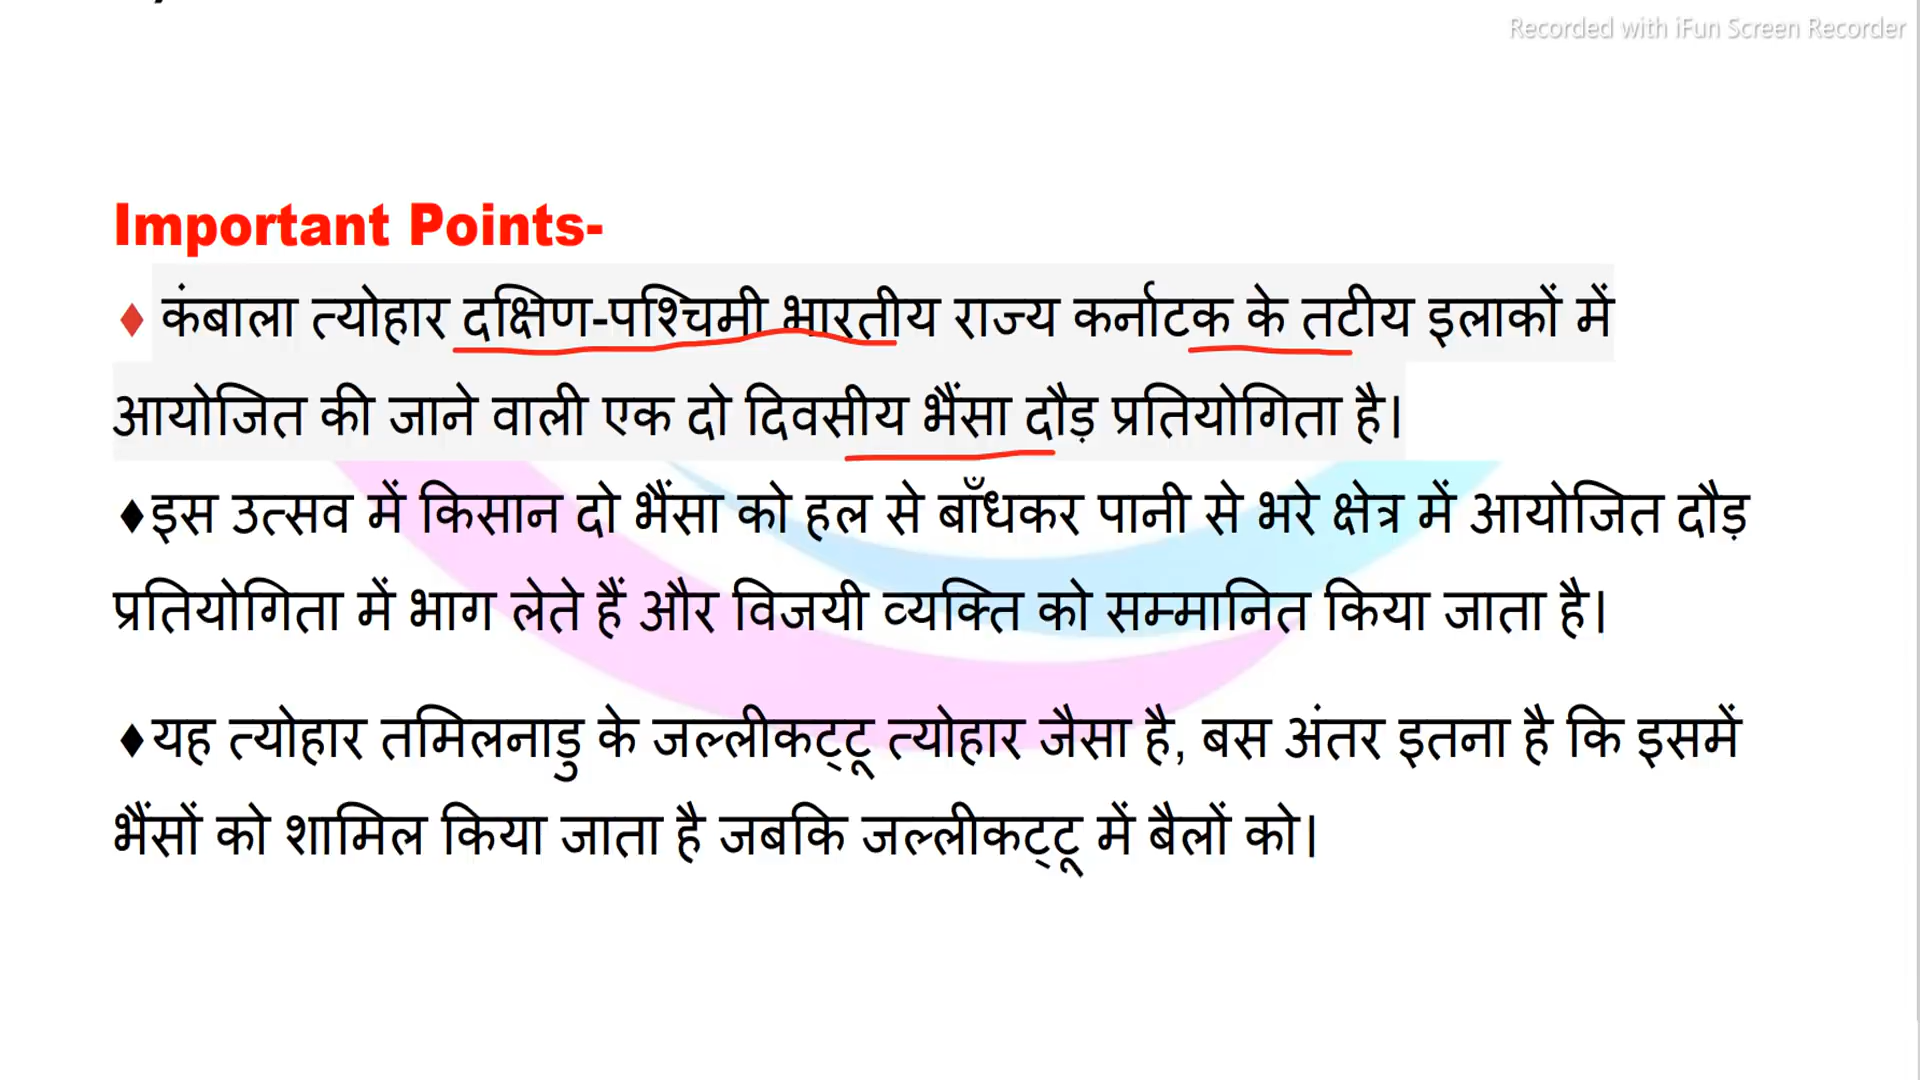 Recorded with iFun Screen Recorder
Important Points-
♦ कंबाला त्योहार दक्षिण-पश्चिमी भारतीय राज्य कर्नाटक के तटीय इलाकों में
आयोजित की जाने वाली एक दो दिवसीय भैंसा दौड़ प्रतियोगिता है।
♦इस उत्सव में किसान दो भैंसा को हल से बाँधकर पानी से भरे क्षेत्र में आयोजित दौड़
प्रतियोगिता में भाग लेते हैं और विजयी व्यक्ति को सम्मानित किया जाता है।
♦यह त्योहार तमिलनाडु के जल्लीकट्टू त्योहार जैसा है, बस अंतर इतना है कि इसमें
भैंसों को शामिल किया जाता है जबकि जल्लीकट्टू में बैलों को।